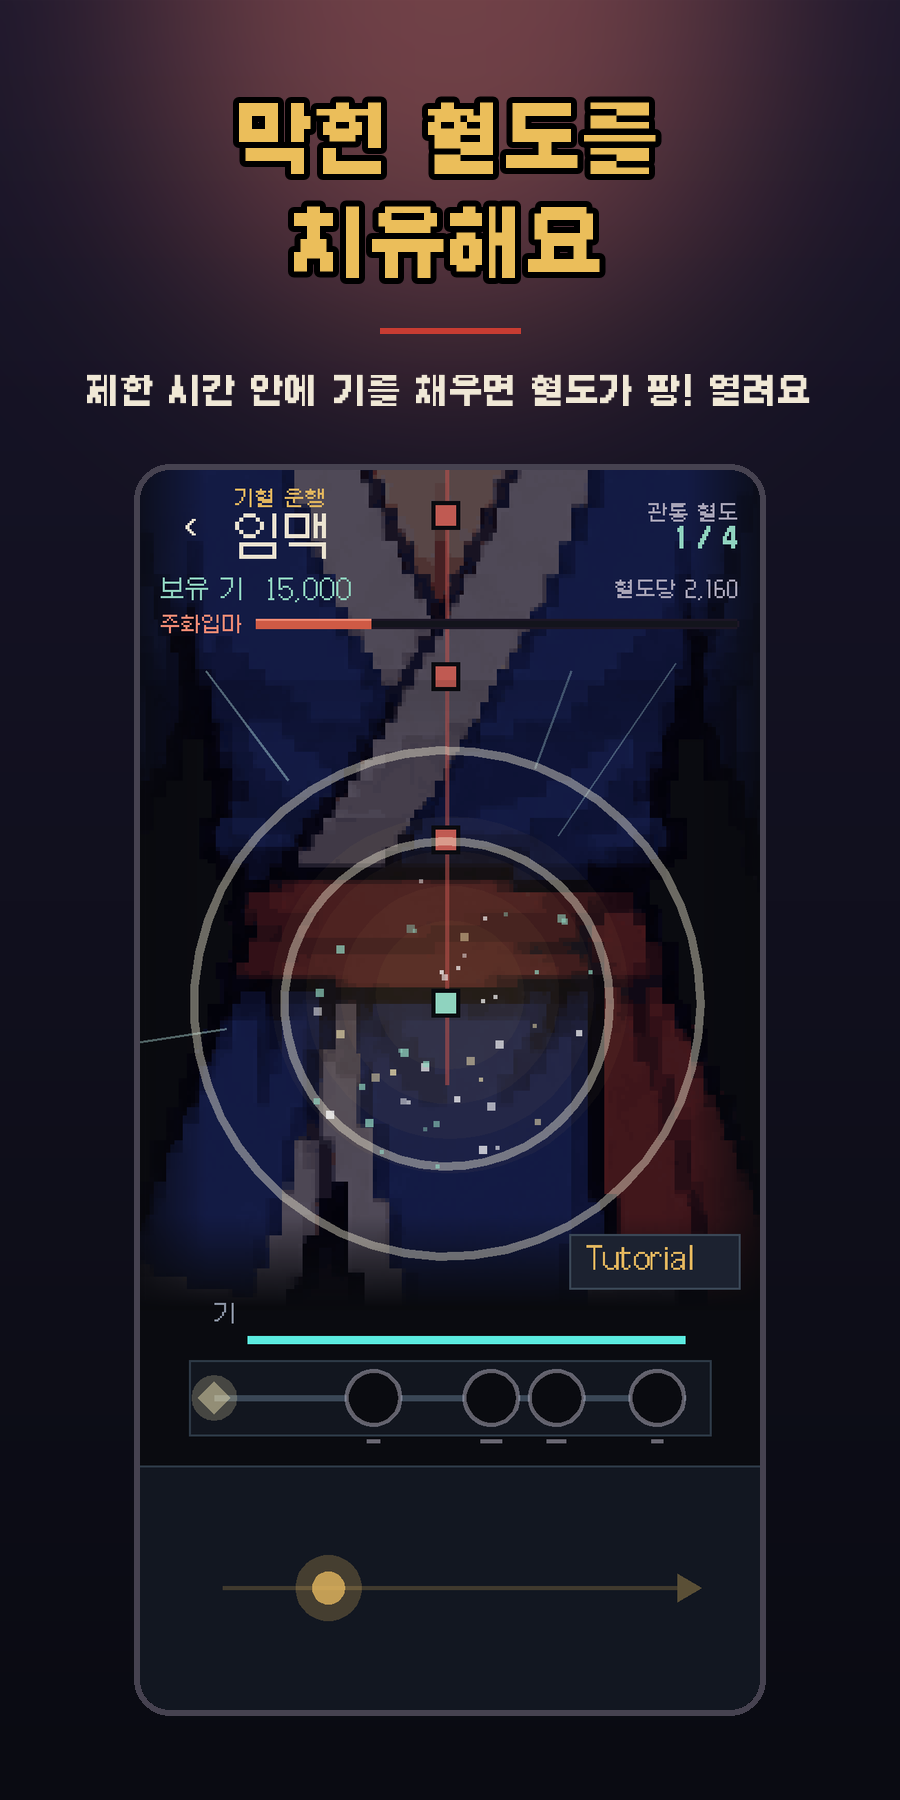 막힌 혈도를
치유해요
제한 시간 안에 기를 채우면 혈도가 팡! 열려요
기혈 운행
임맥
관통 혈도
1 / 4
보유 기 15,000
혈도당 2,160
주화입마
Tutorial
기